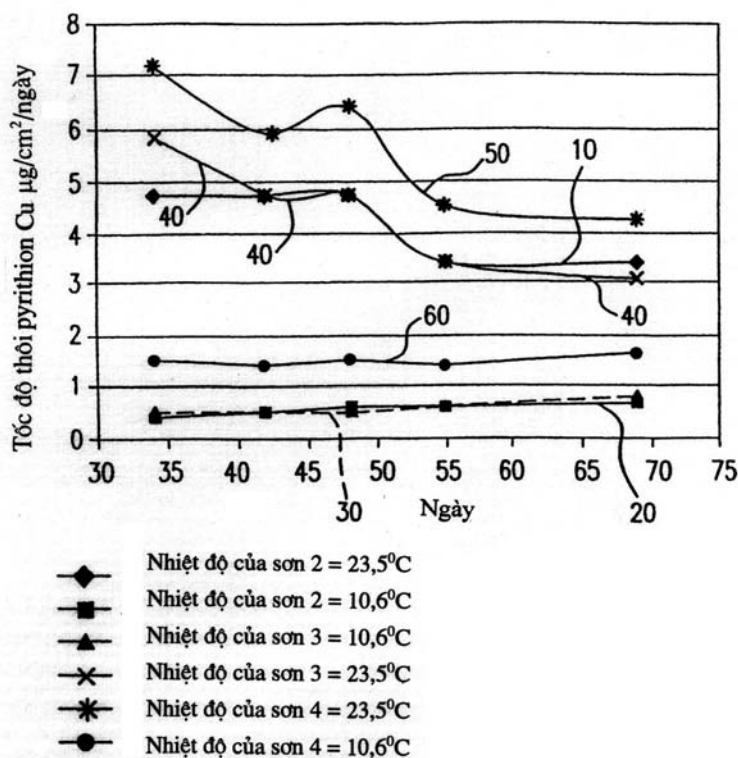 8
7
6
5
4
3
2
1
0
Tốc độ thôi pyrithion Cu µg/cm²/ngày
50
10
40
40
40
60
30 35 40 45 50 55 60 65 70 75
30
Ngày
20
Nhiệt độ của sơn 2 = 23,5⁰C
Nhiệt độ của sơn 2 = 10,6⁰C
Nhiệt độ của sơn 3 = 10,6⁰C
Nhiệt độ của sơn 3 = 23,5⁰C
Nhiệt độ của sơn 4 = 23,5⁰C
Nhiệt độ của sơn 4 = 10,6⁰C